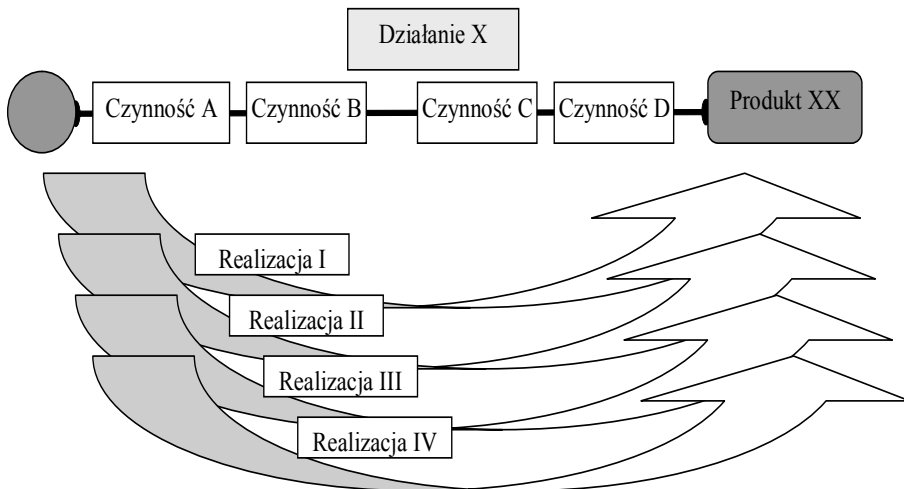 Działanie X
Czynność A
Czynność B
Czynność C
Czynność D
Produkt XX
Realizacja I
Realizacja II
Realizacja III
Realizacja IV